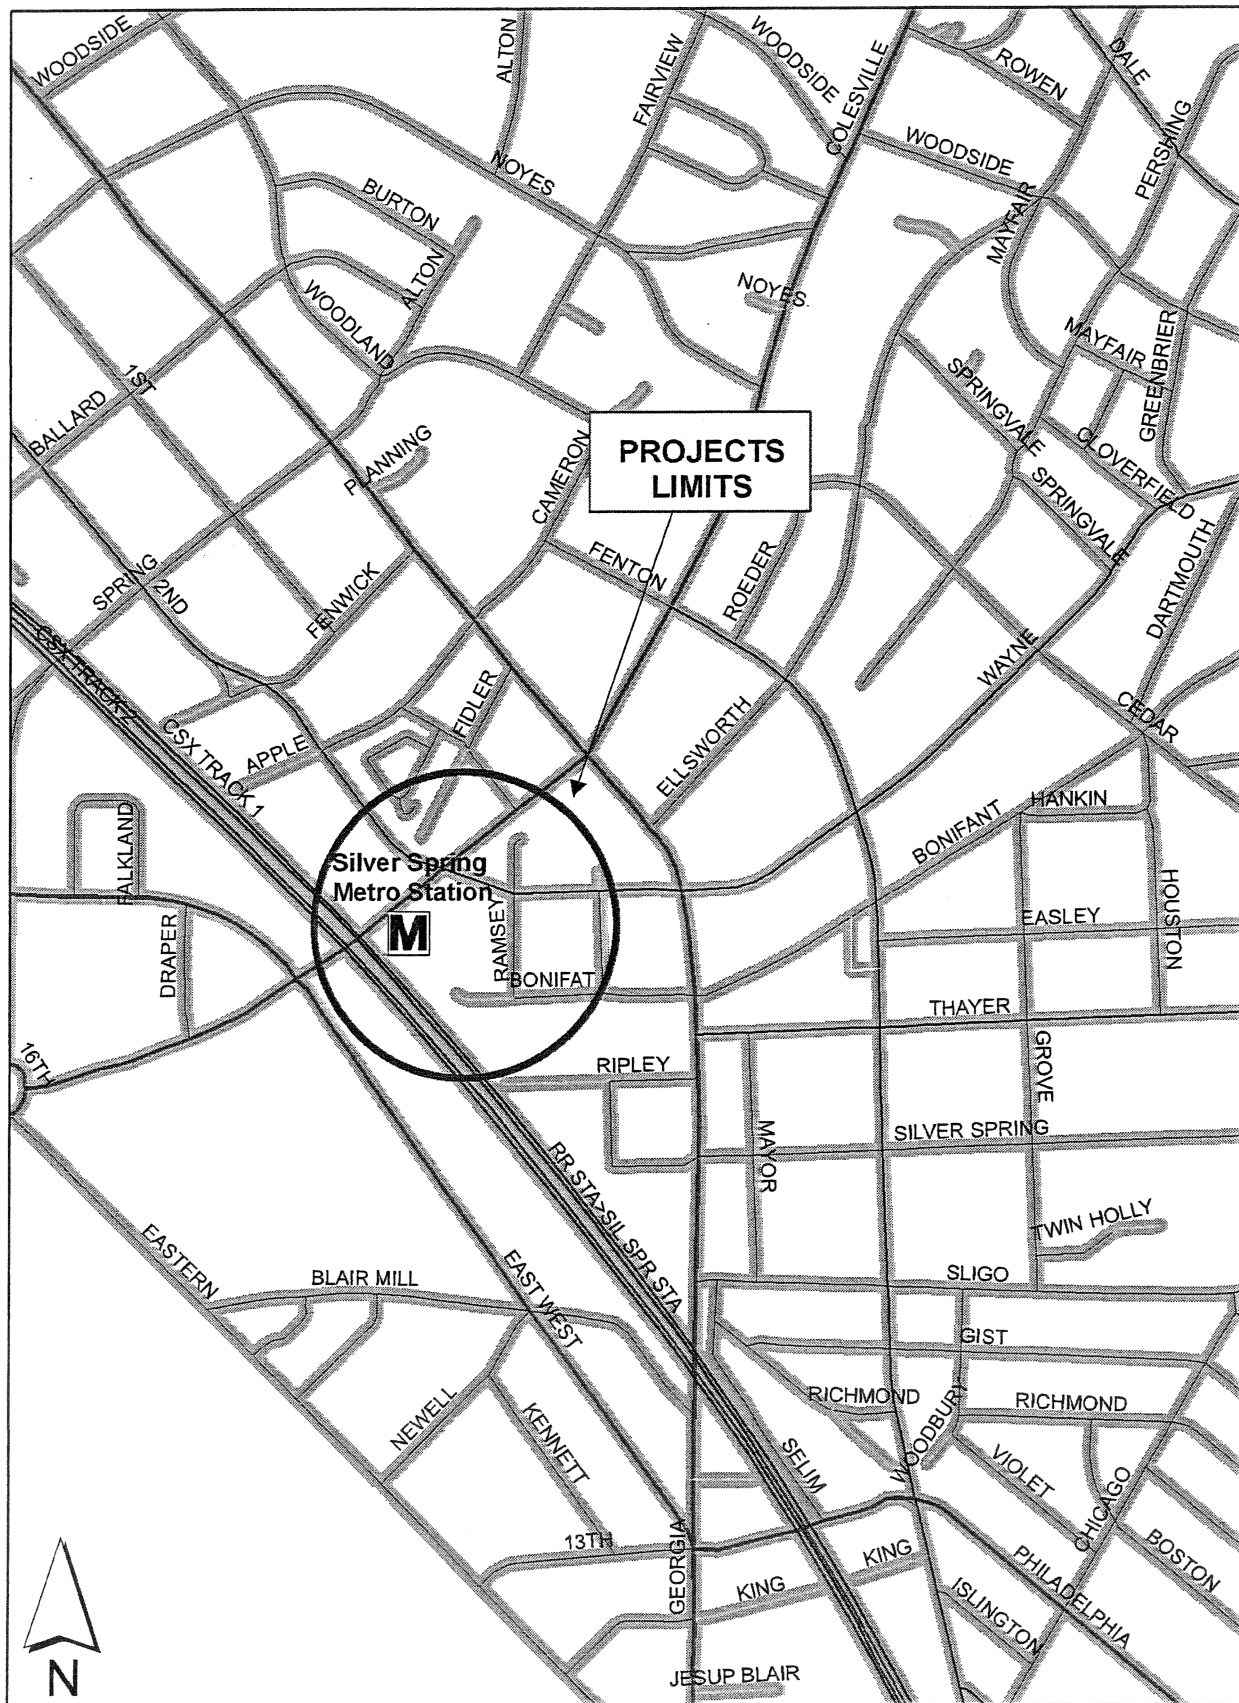 WOODSIDE
ALTON
FAIRVIEW
WOODSIDE
COLESVILLE
ROWEN
DALE
PERSHING
WOODSIDE
NOYES
BURTON
ALTON
MAYFAIR
WOODLAND
NOYES
MAYFAIR
GREENBRIER
1ST
BALLARD
SPRINGVALE
CLOVERFIELD
PLANNING
CAMERON
PROJECTS
LIMITS
SPRINGVALE
FENTON
ROEDER
DARTMOUTH
SPRING
2ND
FENWICK
WAYNE
CSX TRACK 2
CSX TRACK 1
FIDLER
APPLE
ELLSWORTH
CEDAR
HANKIN
BONIFANT
FALKLAND
Silver Spring
Metro Station
M
RAMSEY
DRAPER
EASLEY
HOUSTON
BONIFAT
THAYER
16TH
RIPLEY
GROVE
MAYOR
SILVER SPRING
RR STA>SIL SPR STA
TWIN HOLLY
EASTERN
BLAIR MILL
EAST WEST
SLIGO
GIST
RICHMOND
WOODBURY
RICHMOND
NEWELL
KENNETT
SELIM
VIOLET
CHICAGO
BOSTON
13TH
GEORGIA
KING
KING
PHILADELPHIA
ISLINGTON
JESUP BLAIR
N